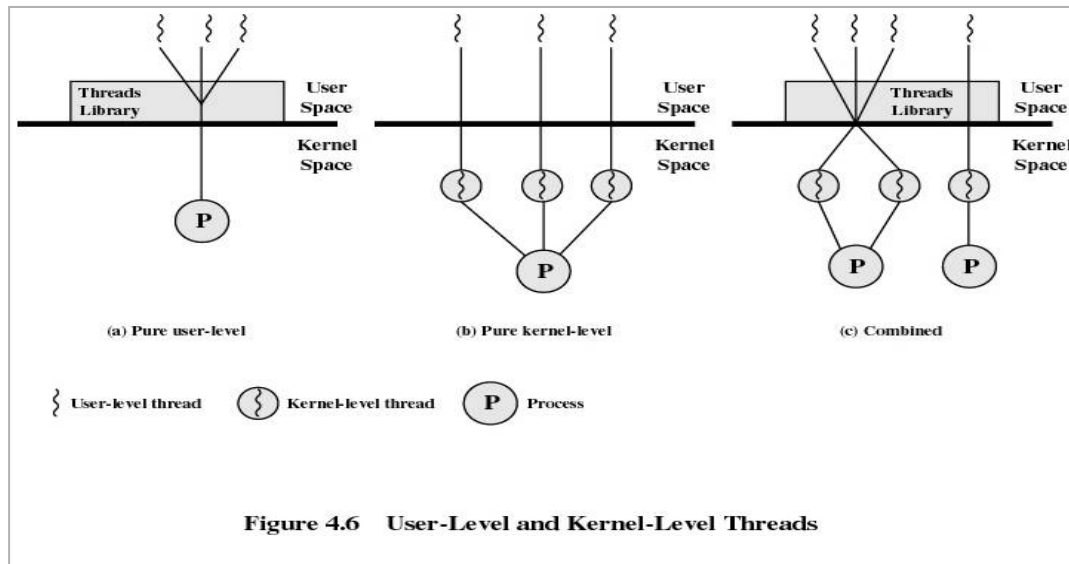 Threads
Library
User
Space
Kernel
Space
P
(a) Pure user-level
User
Space
Kernel
Space
P
(b) Pure kernel-level
Threads
Library
User
Space
Kernel
Space
P
P
(c) Combined
User-level thread
Kernel-level thread
P
Process
Figure 4.6 User-Level and Kernel-Level Threads